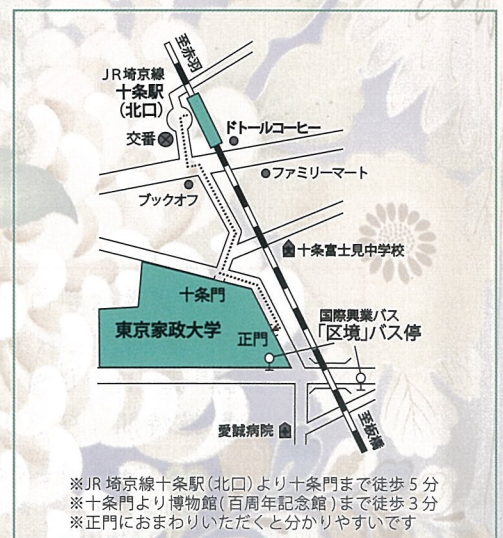 至赤羽
JR埼京線
十条駅
(北口)
交番
ドトールコーヒー
ファミリーマート
ブックオフ
十条富士見中学校
十条門
東京家政大学
正門
国際興業バス
「区境」バス停
愛誠病院
至板橋
※JR 埼京線十条駅(北口)より十条門まで徒歩5分
※十条門より博物館(百周年記念館)まで徒歩3分
※正門におまわりいただくと分かりやすいです